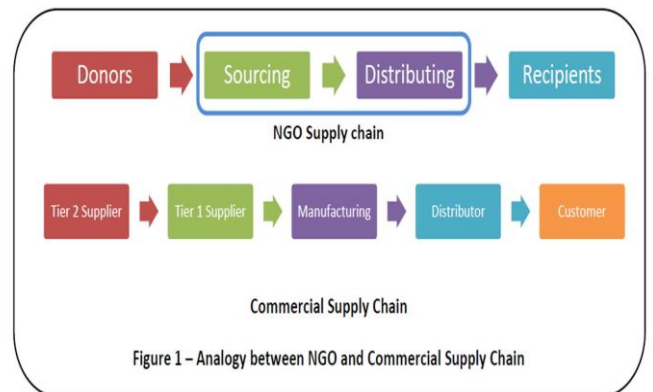 Donors Sourcing Distributing Recipients
NGO Supply chain
Tier 2 Supplier Tier 1 Supplier Manufacturing Distributor Customer
Commercial Supply Chain
Figure 1 – Analogy between NGO and Commercial Supply Chain